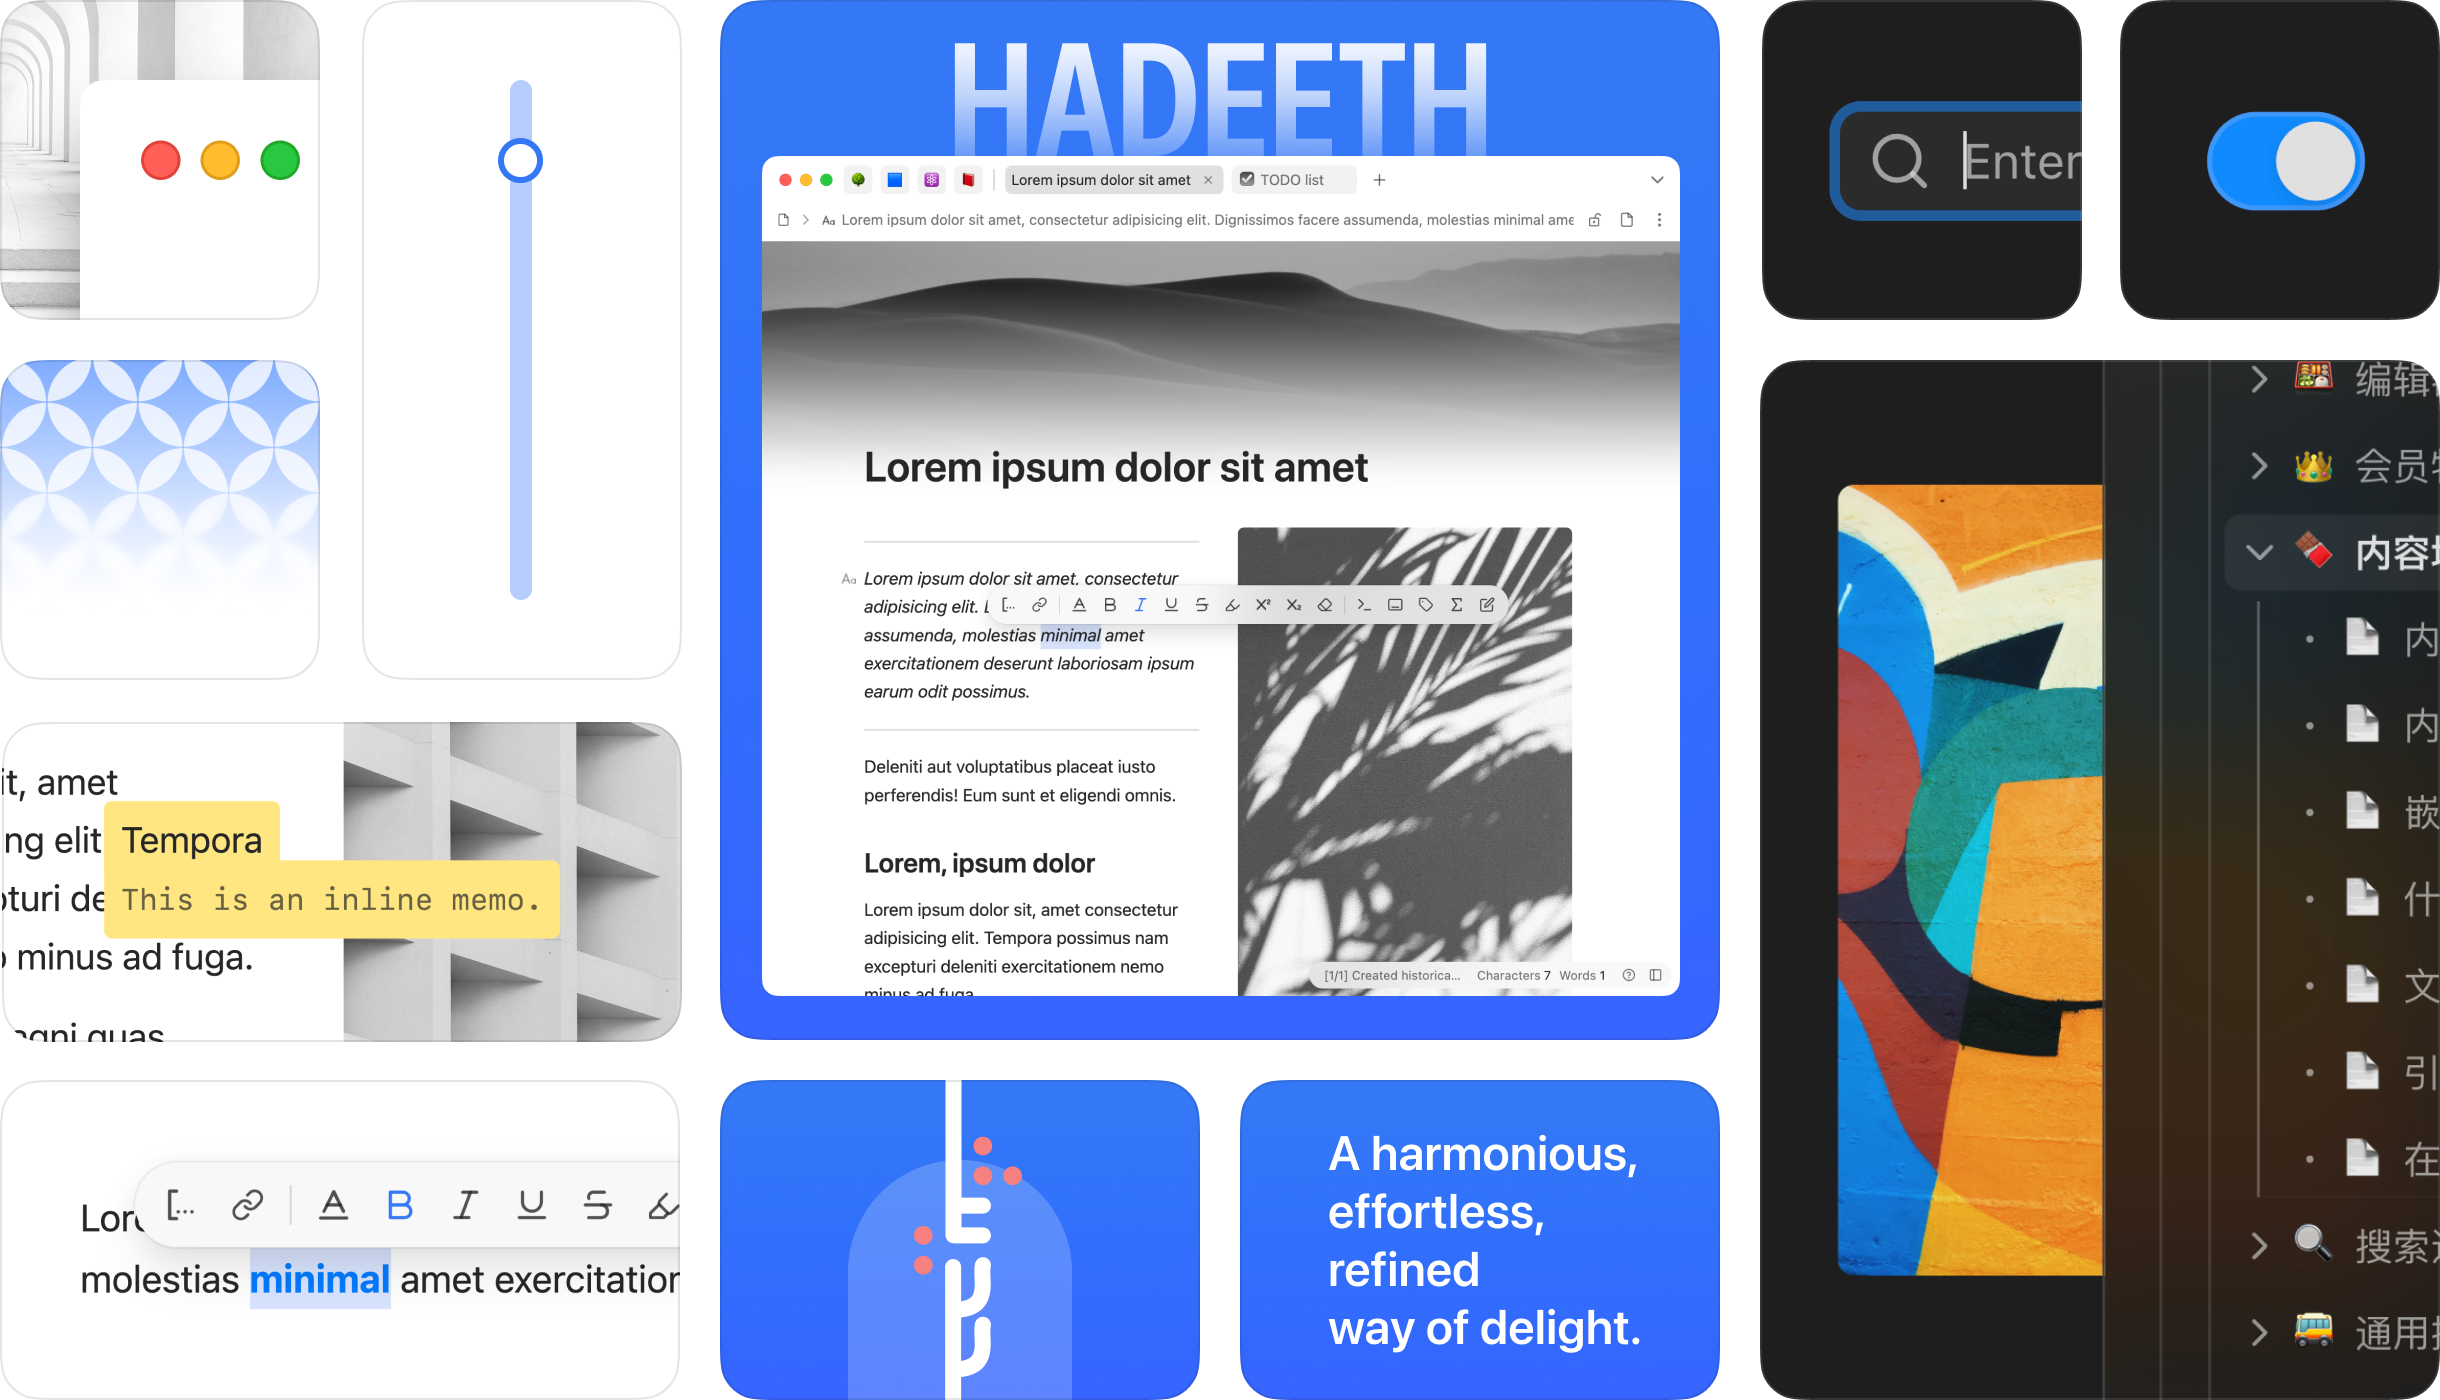 HADEETH
Lorem ipsum dolor sit amet
TODO list
Lorem ipsum dolor sit amet, consectetur adipisicing elit. Dignissimos facere assumenda, molestias minimal ame
Lorem ipsum dolor sit amet
Lorem ipsum dolor sit amet, consectetur
adipisicing elit.
assumenda, molestias minimal amet
exercitationem deserunt laboriosam ipsum
earum odit possimus.
Deleniti aut voluptatibus placeat iusto
perferendis! Eum sunt et eligendi omnis.
Lorem, ipsum dolor
Lorem ipsum dolor sit, amet consectetur
adipisicing elit. Tempora possimus nam
excepturi deleniti exercitationem nemo
minus ad fuga
[1/1] Created historica... Characters 7 Words 1
it, amet
ng elit Tempora
pturi de
This is an inline memo.
minus ad fuga.
agni quas
Lor
molestias minimal amet exercitation
A harmonious,
effortless,
refined
way of delight.
Enter
编辑
会员
内容
内
内
嵌
什
文
引
在
搜索
通用